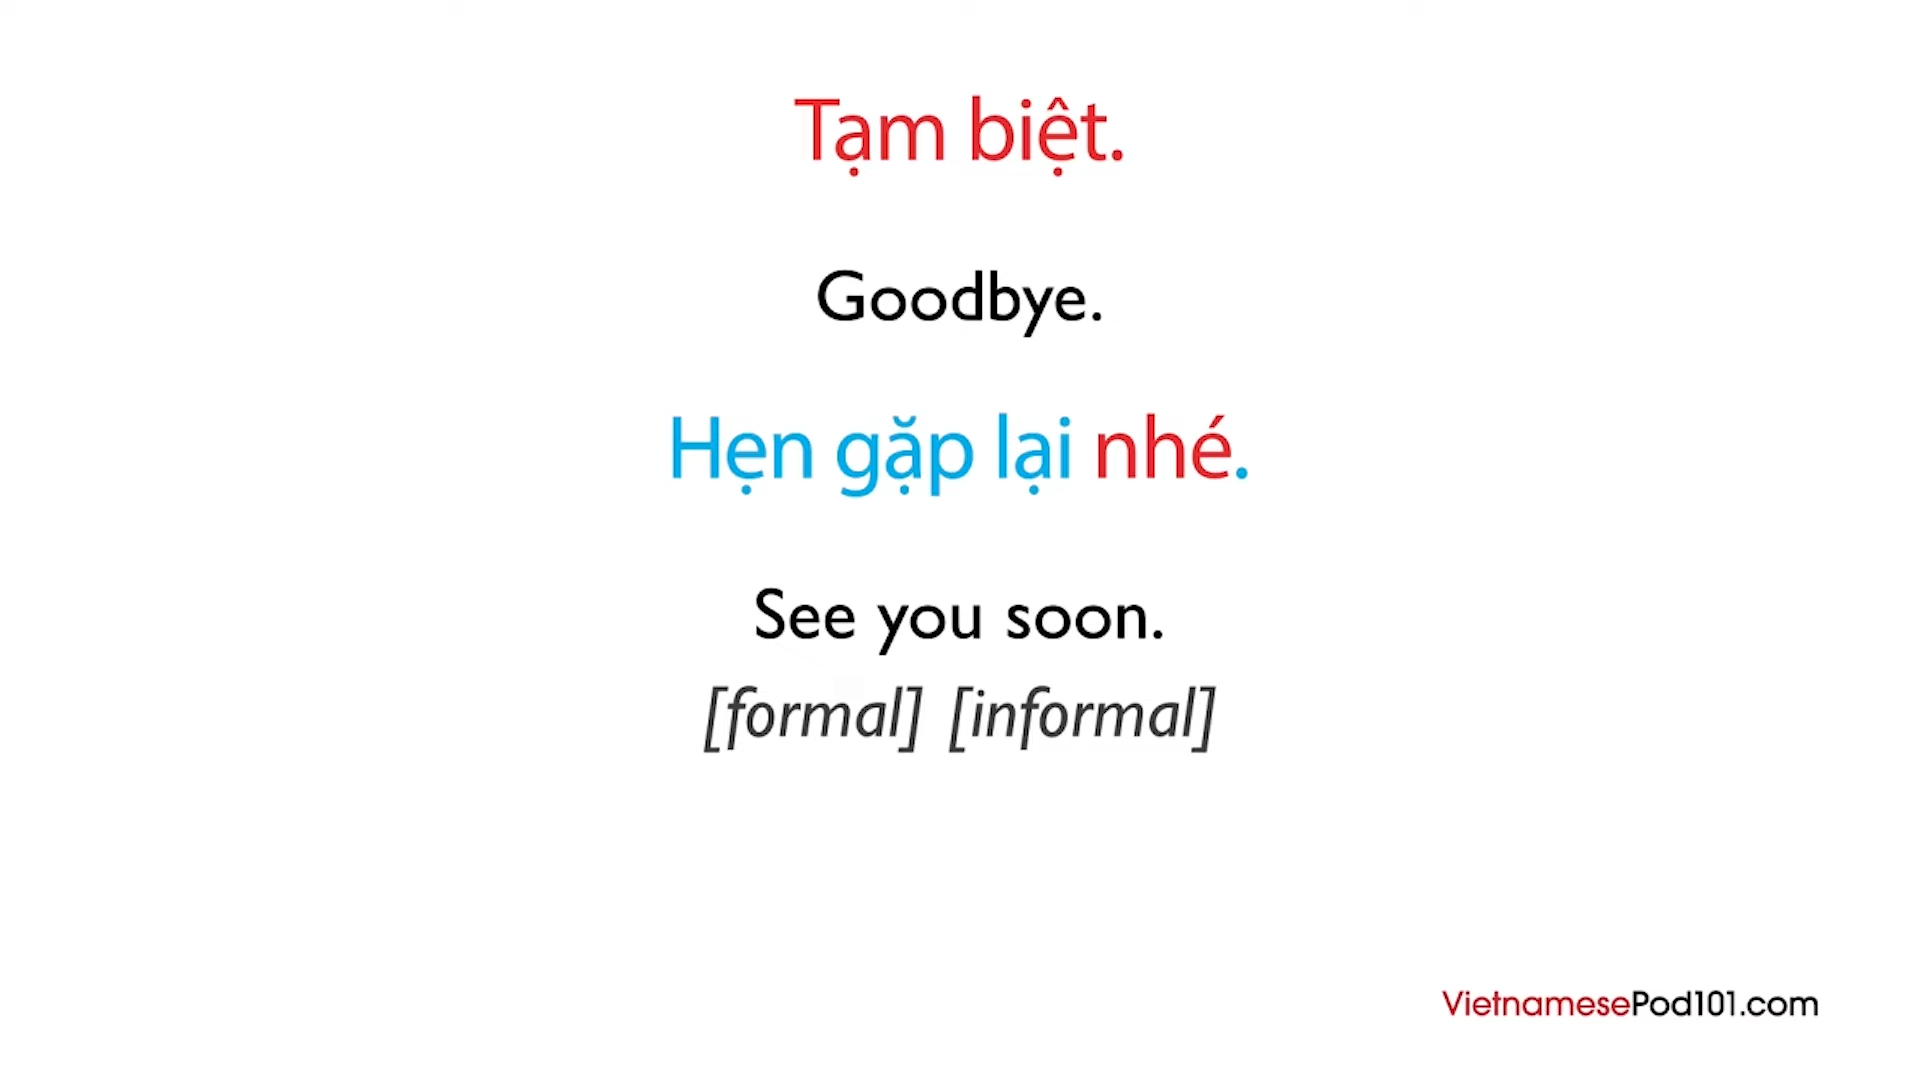 Tạm biệt.
Goodbye.
Hẹn gặp lại nhé.
See you soon.
[formal] [informal]
VietnamesePod101.com